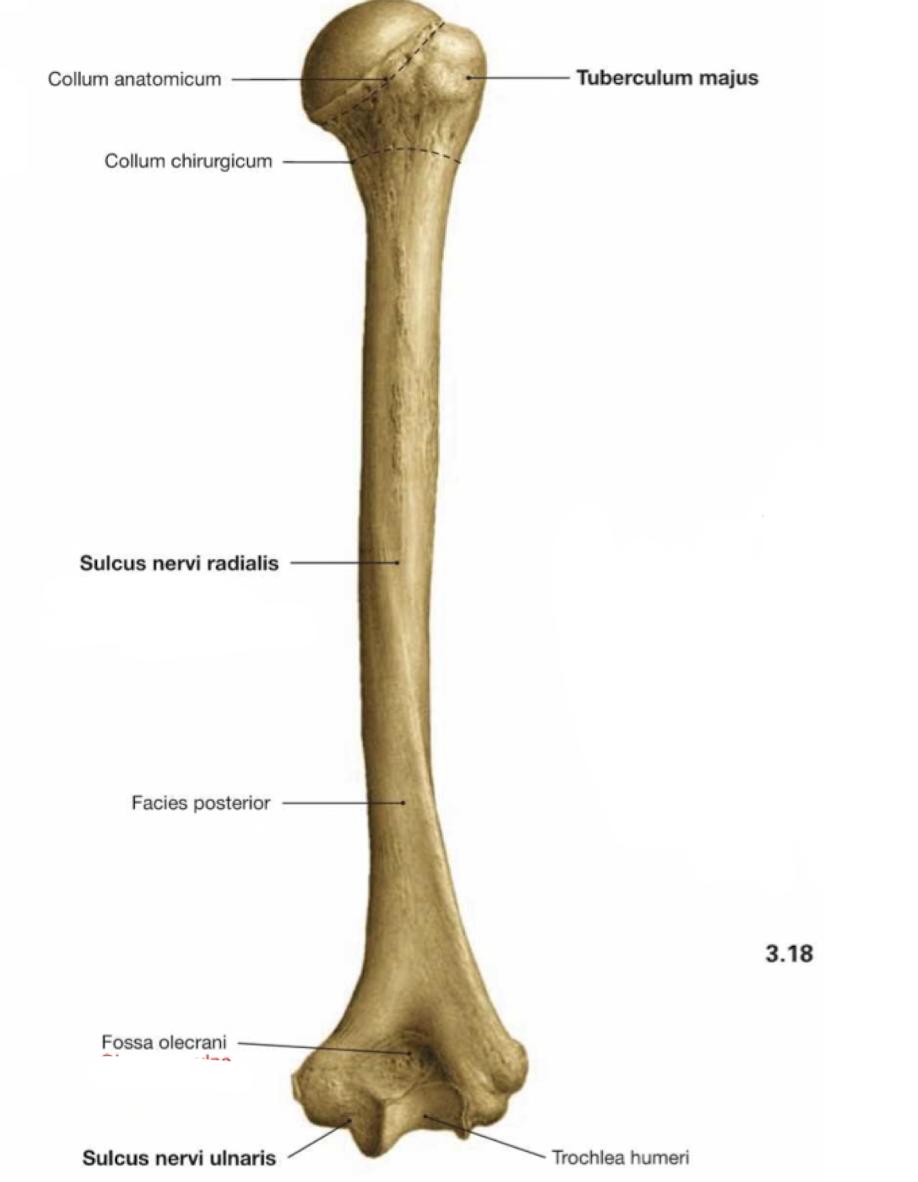 Collum anatomicum
Tuberculum majus
Collum chirurgicum
Sulcus nervi radialis
Facies posterior
3.18
Fossa olecrani
Sulcus nervi ulnaris
Trochlea humeri